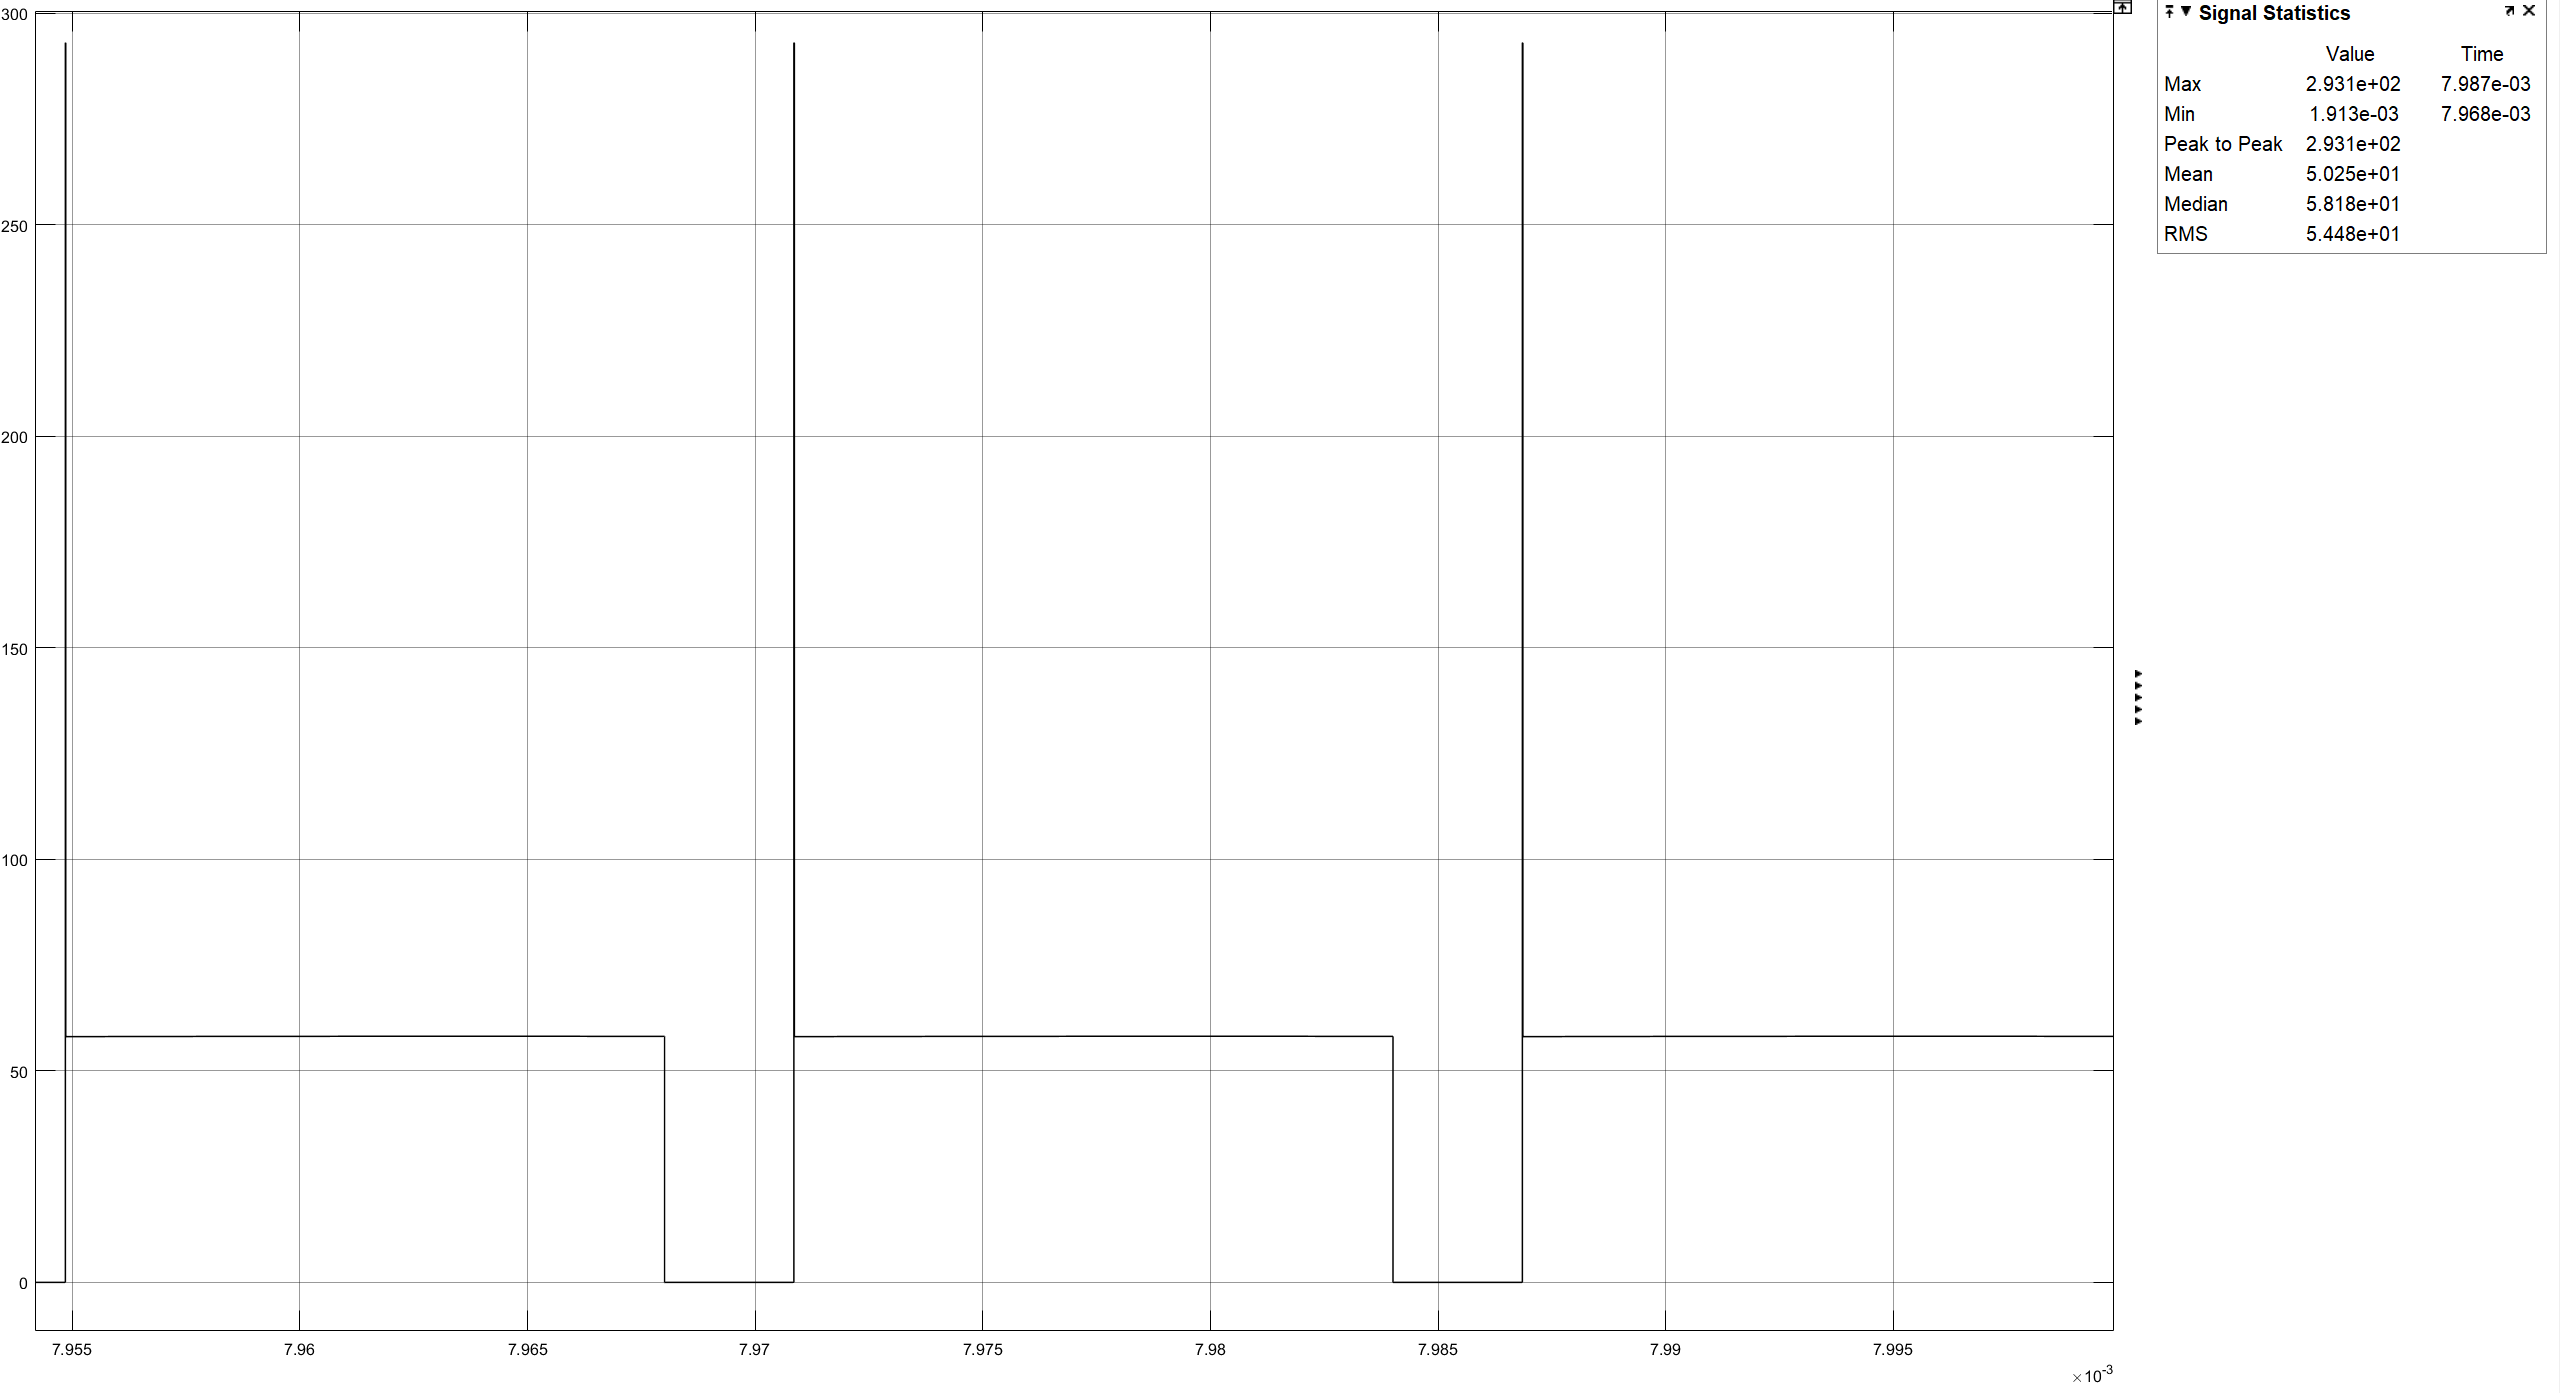 300
250
200
150
100
50
0
7.955 7.96 7.965 7.97 7.975 7.98 7.985 7.99 7.995
×10-3
Signal Statistics
Value Time
Max 2.931e+02 7.987e-03
Min 1.913e-03 7.968e-03
Peak to Peak 2.931e+02
Mean 5.025e+01
Median 5.818e+01
RMS 5.448e+01